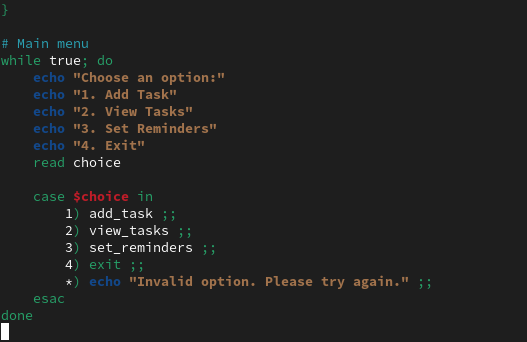 }

# Main menu
while true; do
    echo "Choose an option:"
    echo "1. Add Task"
    echo "2. View Tasks"
    echo "3. Set Reminders"
    echo "4. Exit"
    read choice

    case $choice in
        1) add_task ;;
        2) view_tasks ;;
        3) set_reminders ;;
        4) exit ;;
        *) echo "Invalid option. Please try again." ;;
    esac
done